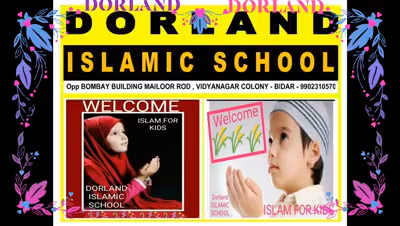 DORLAND DORLAND
DORLAND
ISLAMIC SCHOOL
Opp BOMBAY BUILDING MAILOOR ROD , VIDYANAGAR COLONY - BIDAR - 9902310570
WELCOME
ISLAM FOR
KIDS
DORLAND
ISLAMIC
SCHOOL
Welcome
Dorland
ISLAMIC
SCHOOL
ISLAM FOR KIDS